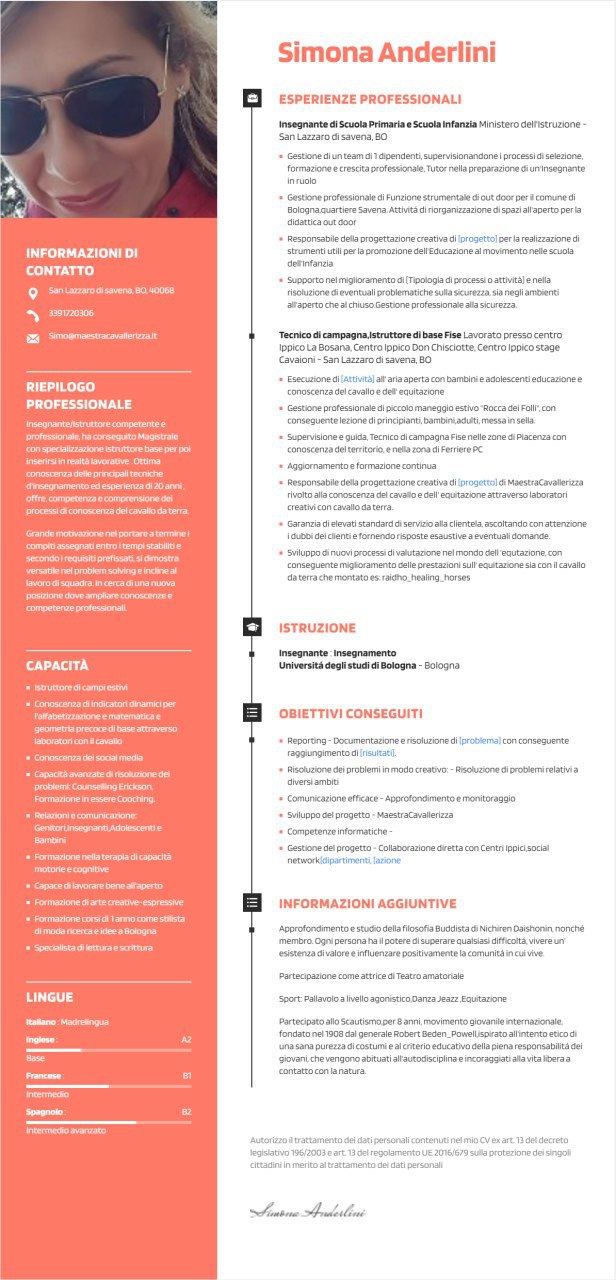 Simona Anderlini
INFORMAZIONI DI
CONTATTO
San Lazzaro di savena, BO, 40068
3391720306
Simo@maestracavallerizza.it
RIEPILOGO
PROFESSIONALE
Insegnante/istruttore competente e
professionale, ha conseguito Magistrale
con specializzazione istruttore base per poi
inserirsi in realtà lavorative. Ottima
conoscenza delle principali tecniche
d'insegnamento ed esperienza di 20 anni,
offre, competenza e comprensione dei
processi di conoscenza del cavallo da terra.
Grande motivazione nel portare a termine i
compiti assegnati entro i tempi stabiliti e
secondo i requisiti prefissati, si dimostra
versatile nel problem solving e incline al
lavoro di squadra, in cerca di una nuova
posizione dove ampliare conoscenze e
competenze professionali.
CAPACITÀ
Istruttore di campi estivi
Conoscenza di indicatori dinamici per
l'alfabetizzazione e matematica e
geometria precoce di base attraverso
laboratori con il cavallo
Conoscenza dei social media
Capacità avanzate di risoluzione dei
problemi: Counselling Erickson,
Formazione in essere Cooching.
Relazioni e comunicazione:
Genitori,Insegnanti,Adolescenti e
Bambini
Formazione nella terapia di capacità
motorie e cognitive
Capace di lavorare bene all'aperto
Formazione di arte creative-espressive
Formazione corsi di 1 anno come stilista
di moda ricerca e idee a Bologna
Specialista di lettura e scrittura
LINGUE
Italiano : Madrelingua
Inglese : A2
Base
Francese : B1
Intermedio
Spagnolo : B2
Intermedio avanzato
ESPERIENZE PROFESSIONALI
Insegnante di Scuola Primaria e Scuola Infanzia Ministero dell'Istruzione -
San Lazzaro di savena, BO
Gestione di un team di 1 dipendenti, supervisionandone i processi di selezione,
formazione e crescita professionale, Tutor nella preparazione di un'Insegnante
in ruolo
Gestione professionale di Funzione strumentale di out door per il comune di
Bologna,quartiere Savena. Attivitá di riorganizzazione di spazi all'aperto per la
didattica out door
Responsabile della progettazione creativa di [progetto] per la realizzazione di
strumenti utili per la promozione dell'Educazione al movimento nelle scuole
dell'Infanzia
Supporto nel miglioramento di [Tipologia di processi o attività] e nella
risoluzione di eventuali problematiche sulla sicurezza, sia negli ambienti
all'aperto che al chiuso.Gestione professionale alla sicurezza.
Tecnico di campagna,Istruttore di base Fise Lavorato presso centro
Ippico La Bosana, Centro Ippico Don Chisciotte, Centro Ippico stage
Cavaioni - San Lazzaro di savena, BO
Esecuzione di [Attività] all' aria aperta con bambini e adolescenti educazione e
conoscenza del cavallo e dell' equitazione
Gestione professionale di piccolo maneggio estivo "Rocca dei Folli", con
conseguente lezione di principianti, bambini,adulti, messa in sella.
Supervisione e guida, Tecnico di campagna Fise nelle zona di Piacenza con
conoscenza del territorio, e nella zona di Ferriere PC
Aggiornamento e formazione continua
Responsabile della progettazione creativa di [progetto] di MaestraCavallerizza
rivolto alla conoscenza del cavallo e dell' equitazione attraverso laboratori
creativi con cavallo da terra.
Garanzia di elevati standard di servizio alla clientela, ascoltando con attenzione
i dubbi dei clienti e fornendo risposte esaustive a eventuali domande.
Sviluppo di nuovi processi di valutazione nel mondo dell 'equtazione, con
conseguente miglioramento delle prestazioni sull' equitazione sia con il cavallo
da terra che montato es: raidho_healing_horses
ISTRUZIONE
Insegnante : Insegnamento
Universitá degli studi di Bologna - Bologna
OBIETTIVI CONSEGUITI
Reporting - Documentazione e risoluzione di [problema] con conseguente
raggiungimento di [risultati].
Risoluzione dei problemi in modo creativo: - Risoluzione di problemi relativi a
diversi ambiti
Comunicazione efficace - Approfondimento e monitoraggio
Sviluppo del progetto - MaestraCavallerizza
Competenze informatiche -
Gestione del progetto - Collaborazione diretta con Centri Ippici,social
network[dipartimenti, [azione
INFORMAZIONI AGGIUNTIVE
Approfondimento e studio della filosofia Buddista di Nichiren Daishonin, nonché
membro. Ogni persona ha il potere di superare qualsiasi difficoltá, vivere un'
esistenza di valore e influenzare positivamente la comunitá in cui vive.
Partecipazione come attrice di Teatro amatoriale
Sport: Pallavolo a livello agonistico,Danza Jeazz ,Equitazione
Partecipato allo Scautismo,per 8 anni, movimento giovanile internazionale,
fondato nel 1908 dal generale Robert Beden_Powell,ispirato all'intento etico di
una sana purezza di costumi e al criterio educativo della piena responsabilitá dei
giovani, che vengono abituati all'autodisciplina e incoraggiati alla vita libera a
contatto con la natura.
Autorizzo il trattamento dei dati personali contenuti nel mio CV ex art. 13 del decreto
legislativo 196/2003 e art. 13 del regolamento UE 2016/679 sulla protezione dei singoli
cittadini in merito al trattamento dei dati personali
Simona Anderlini